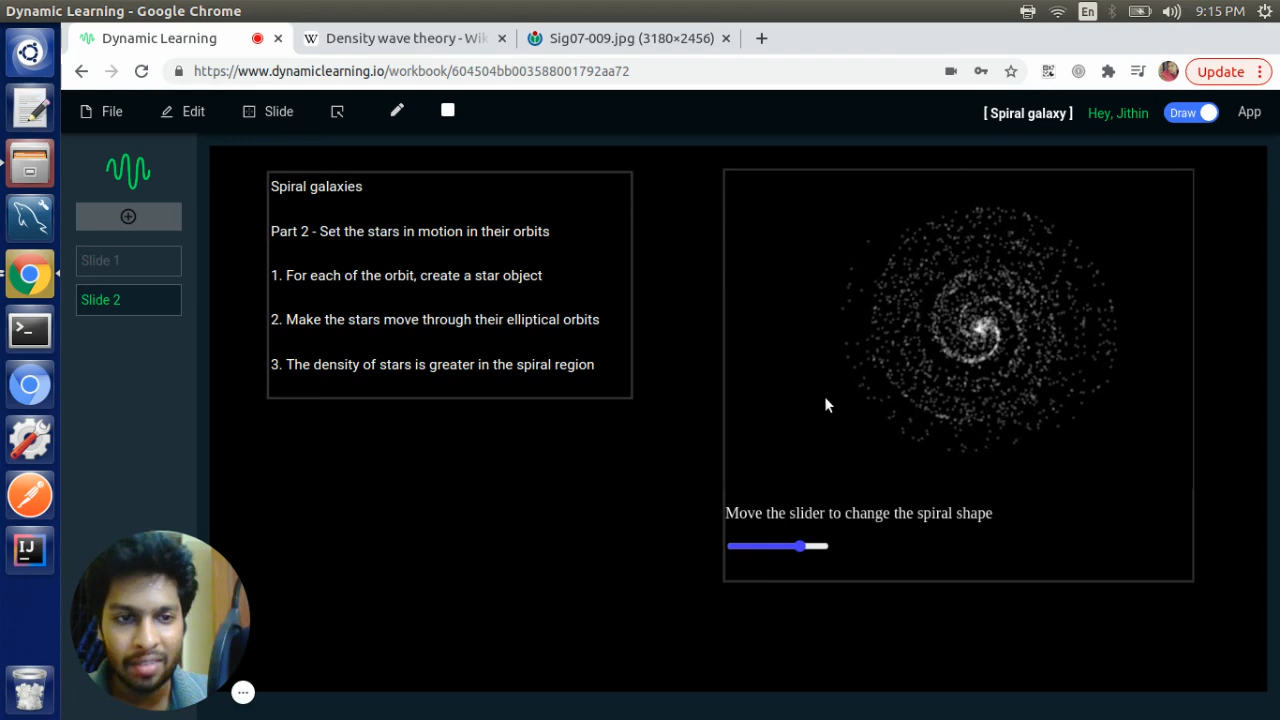 Dynamic Learning - Google Chrome
En
9:15 PM
Dynamic Learning
Density wave theory - Wik
Sig07-009.jpg (3180×2456)
https://www.dynamiclearning.io/workbook/604504bb003588001792aa72
Update
File
Edit
Slide
[ Spiral galaxy ]
Hey, Jithin
Draw
App
Slide 1
Slide 2
Spiral galaxies
Part 2 - Set the stars in motion in their orbits
1. For each of the orbit, create a star object
2. Make the stars move through their elliptical orbits
3. The density of stars is greater in the spiral region
Move the slider to change the spiral shape
IJ